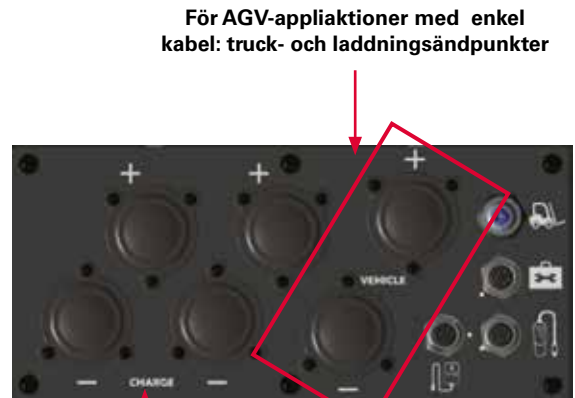 För AGV-appliaktioner med enkel
kabel: truck- och laddningsändpunkter
+ + +
VEHICLE
− CHARGE − −